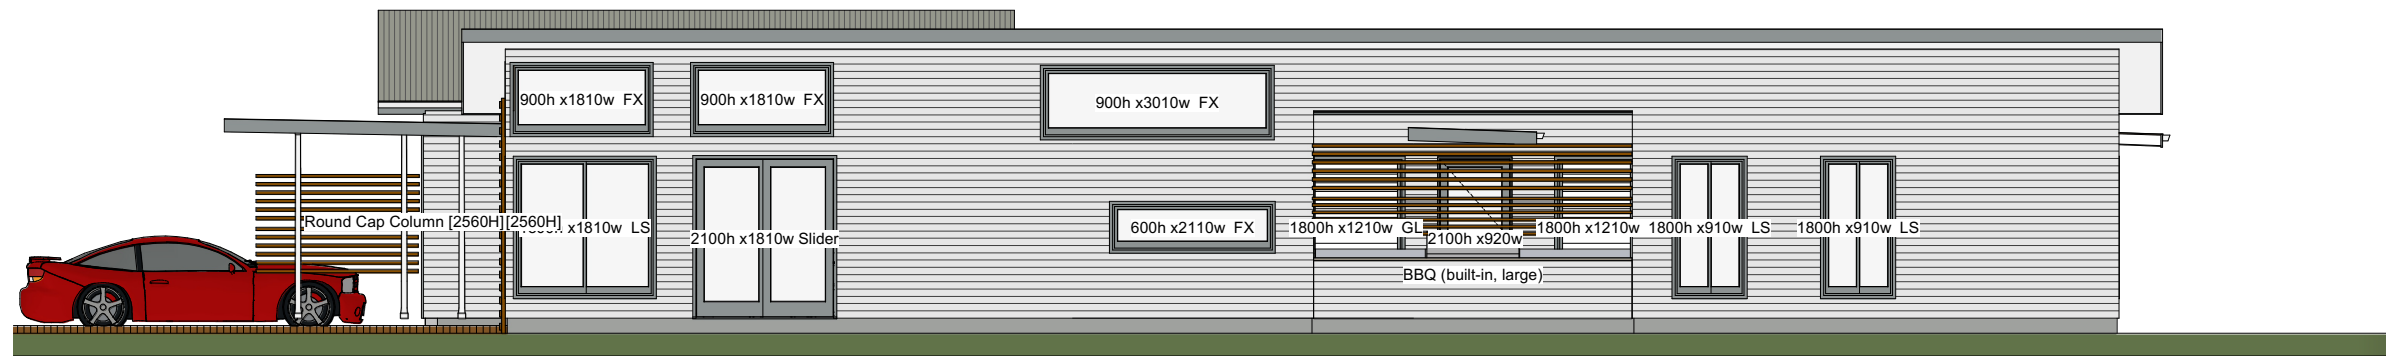 900h x1810w FX
900h x1810w FX
900h x3010w FX
Round Cap Column [2560H] [2560H]
x1810w LS
2100h x1810w Slider
600h x2110w FX
1800h x1210w GL
2100h x920w
1800h x1210w
1800h x910w LS
1800h x910w LS
BBQ (built-in, large)